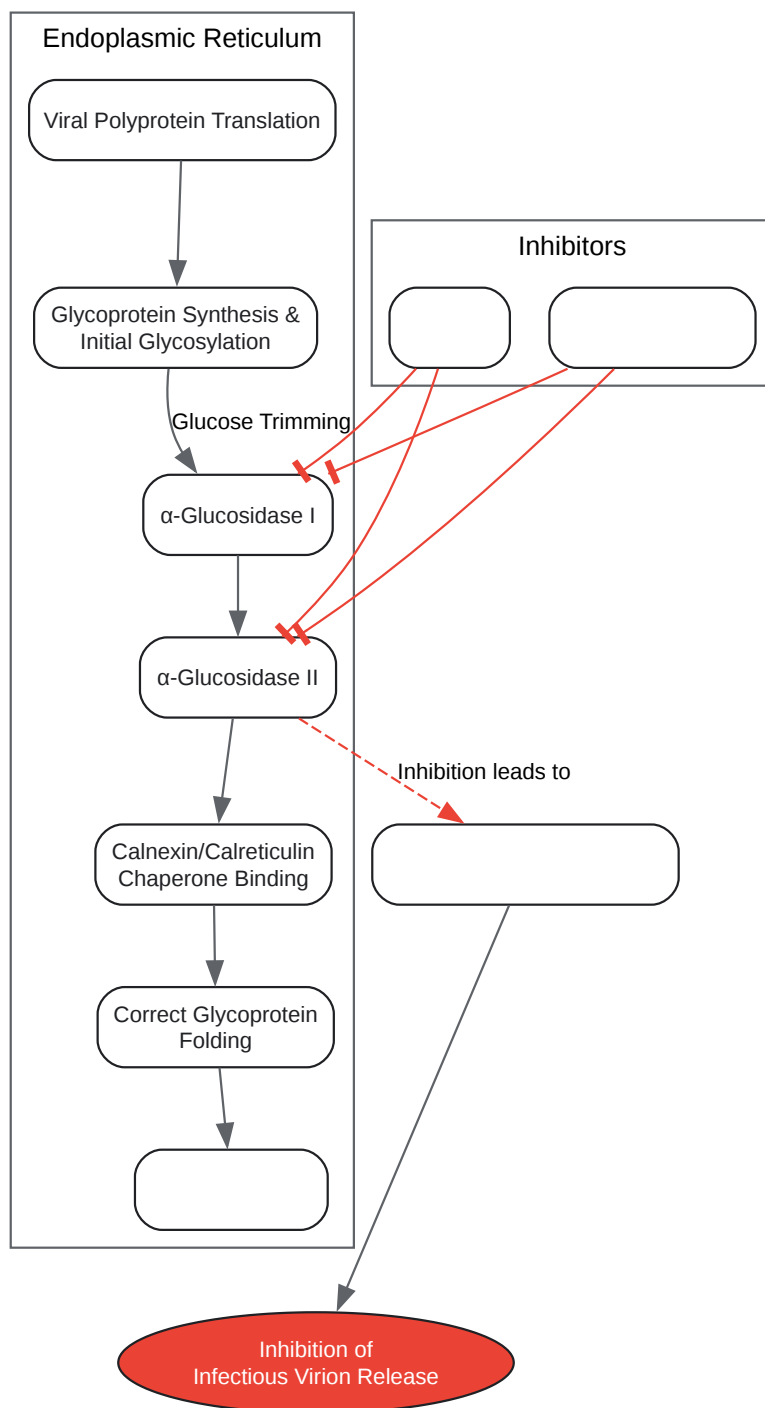 Endoplasmic Reticulum
Viral Polyprotein Translation
Inhibitors
Glycoprotein Synthesis &
Initial Glycosylation
Glucose Trimming
α-Glucosidase I
α-Glucosidase II
Inhibition leads to
Calnexin/Calreticulin
Chaperone Binding
Correct Glycoprotein
Folding
Inhibition of
Infectious Virion Release